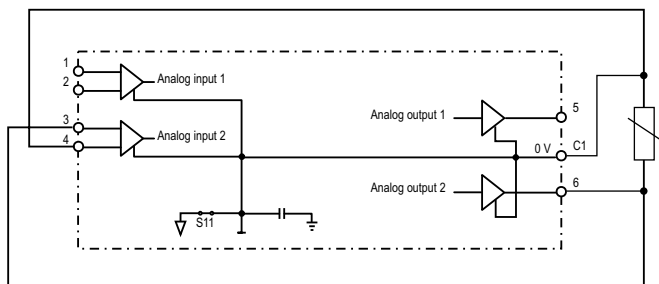 1
Analog input 1
2
3
Analog input 2
4
Analog output 1
5
0 V
C1
Analog output 2
6
S11